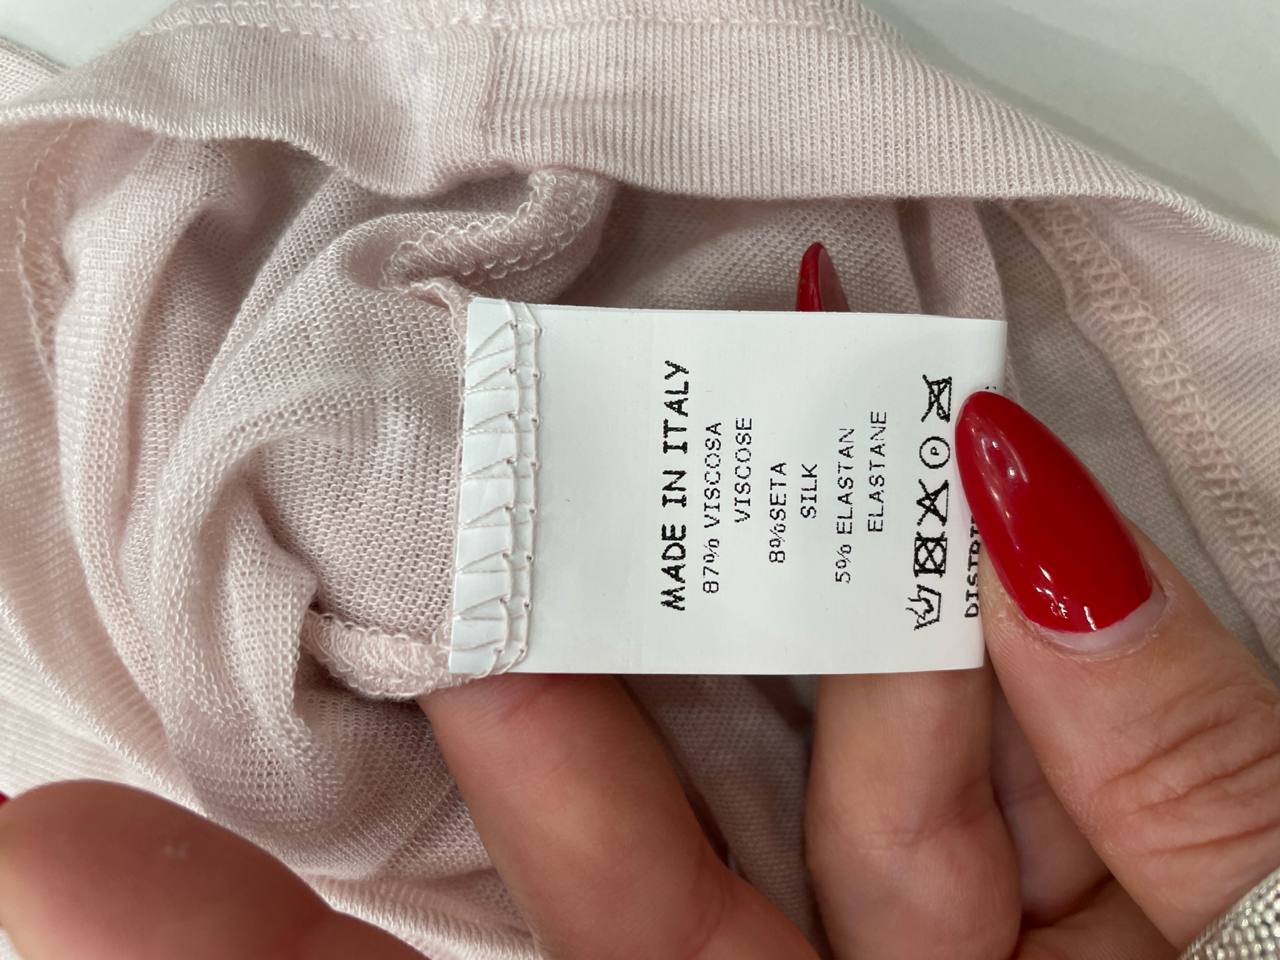 MADE IN ITALY
87% VISCOSA
VISCOSE
8%SETA
SILK
5% ELASTAN
ELASTANE
P